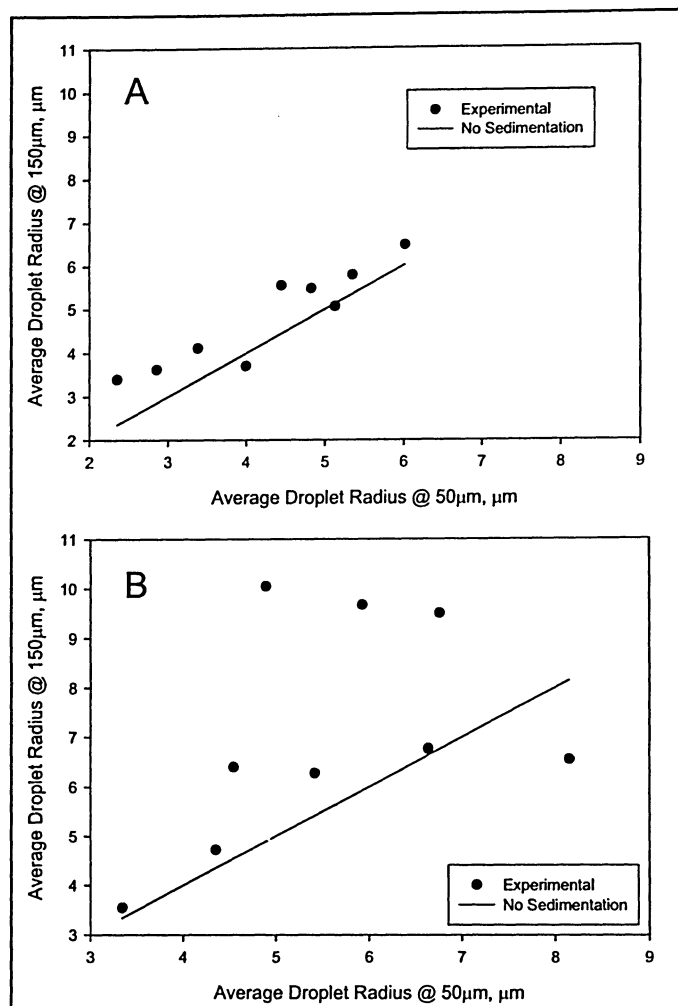 A
Experimental
No Sedimentation
Average Droplet Radius @ 150μm, μm
11
10
9
8
7
6
5
4
3
2
2 3 4 5 6 7 8 9
Average Droplet Radius @ 50μm, μm
B
Average Droplet Radius @ 150μm, μm
11
10
9
8
7
6
5
4
3
Experimental
No Sedimentation
3 4 5 6 7 8 9
Average Droplet Radius @ 50μm, μm